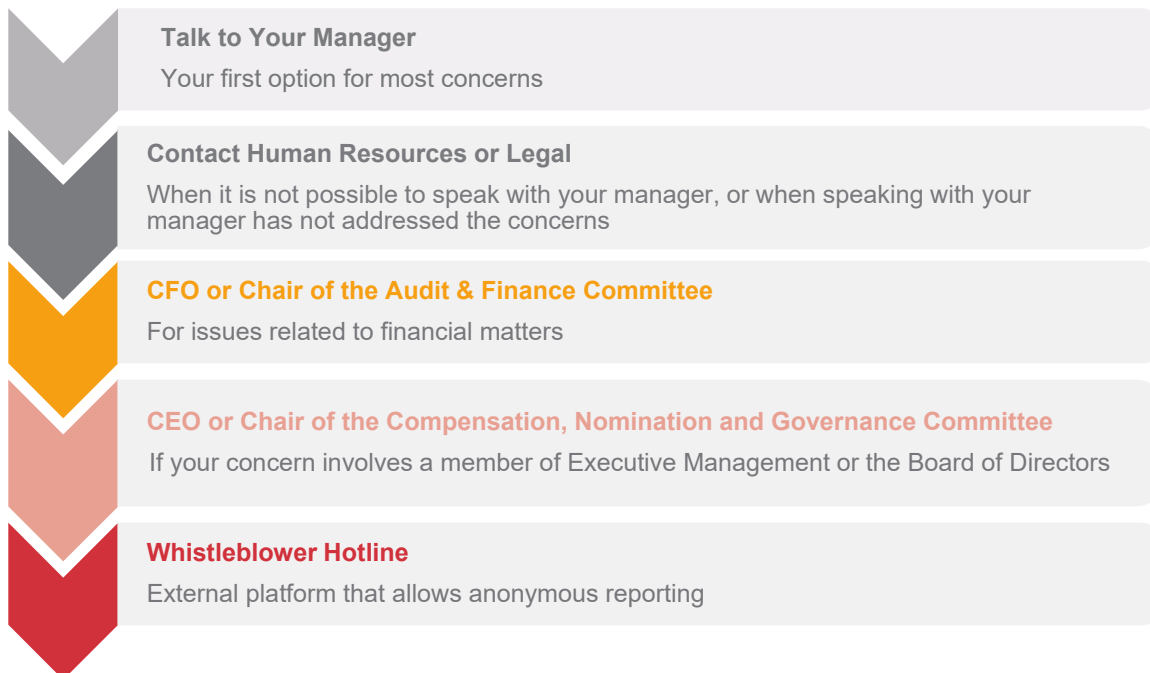 Talk to Your Manager
Your first option for most concerns
Contact Human Resources or Legal
When it is not possible to speak with your manager, or when speaking with your
manager has not addressed the concerns
CFO or Chair of the Audit & Finance Committee
For issues related to financial matters
CEO or Chair of the Compensation, Nomination and Governance Committee
If your concern involves a member of Executive Management or the Board of Directors
Whistleblower Hotline
External platform that allows anonymous reporting